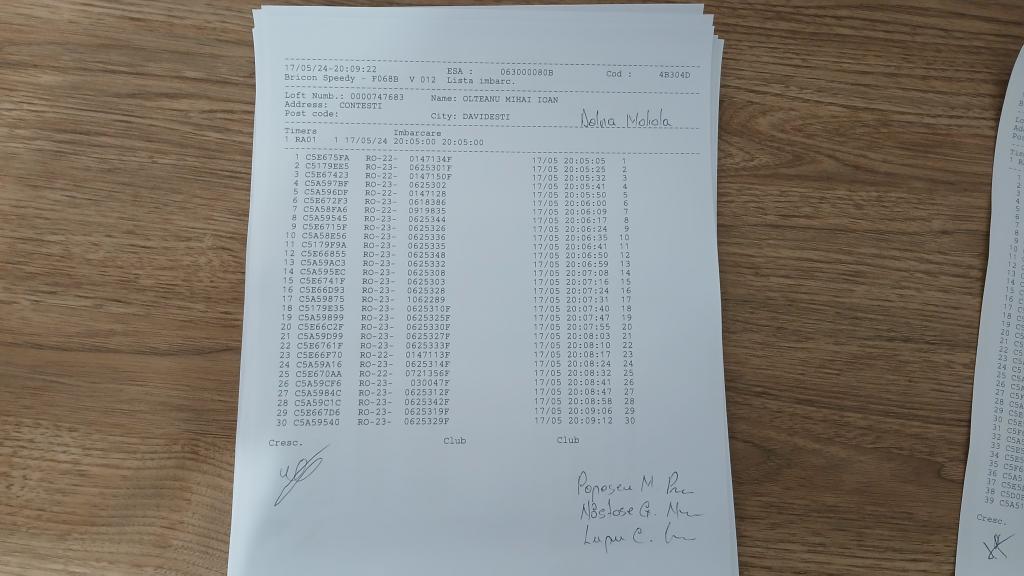 17/05/24-20:09:22 ESA : 063000080B Cod : 4B304D
Bricon Speedy - F068B V 012 Lista imbarc.
Loft Numb.: 0000747683 Name: OLTEANU MIHAI IOAN
Address: CONTESTI
Post code: City: DAVIDESTI
Timers Imbarcare
1 RA01 1 17/05/24 20:05:00 20:05:00
1 C5E675FA RO-22- 0147134F 17/05 20:05:05 1
2 C5179EE5 RO-23- 0625301F 17/05 20:05:25 2
3 C5E67423 RO-22- 0147150F 17/05 20:05:32 3
4 C5A597BF RO-23- 0625302 17/05 20:05:41 4
5 C5A596DF RO-22- 0147128 17/05 20:05:50 5
6 C5E672F3 RO-23- 0618386 17/05 20:06:00 6
7 C5A58FA6 RO-22- 0919835 17/05 20:06:09 7
8 C5A59545 RO-23- 0625344 17/05 20:06:17 8
9 C5E6715F RO-23- 0625326 17/05 20:06:24 9
10 C5A58E56 RO-23- 0625336 17/05 20:06:35 10
11 C5179F9A RO-23- 0625335 17/05 20:06:41 11
12 C5E66855 RO-23- 0625348 17/05 20:06:50 12
13 C5A59AC3 RO-23- 0625332 17/05 20:06:59 13
14 C5A595EC RO-23- 0625308 17/05 20:07:08 14
15 C5E6741F RO-23- 0625303 17/05 20:07:16 15
16 C5E66D93 RO-23- 0625328 17/05 20:07:24 16
17 C5A59875 RO-23- 1062289 17/05 20:07:31 17
18 C5179E35 RO-23- 0625310F 17/05 20:07:40 18
19 C5A59899 RO-23- 0625325F 17/05 20:07:47 19
20 C5E66C2F RO-23- 0625330F 17/05 20:07:55 20
21 C5A59D99 RO-23- 0625327F 17/05 20:08:03 21
22 C5E6761F RO-23- 0625333F 17/05 20:08:10 22
23 C5E66F70 RO-22- 0147113F 17/05 20:08:17 23
24 C5A59A16 RO-23- 0625314F 17/05 20:08:24 24
25 C5E670AA RO-22- 0721356F 17/05 20:08:32 25
26 C5A59CF6 RO-23- 030047F 17/05 20:08:41 26
27 C5A59B4C RO-23- 0625312F 17/05 20:08:47 27
28 C5A59C1C RO-23- 0625342F 17/05 20:08:58 28
29 C5E667D6 RO-23- 0625319F 17/05 20:09:06 29
30 C5A59540 RO-23- 0625329F 17/05 20:09:12 30
Cresc. Club Club
Popescu M
Năstase G.
Lupu C.
Cresc.